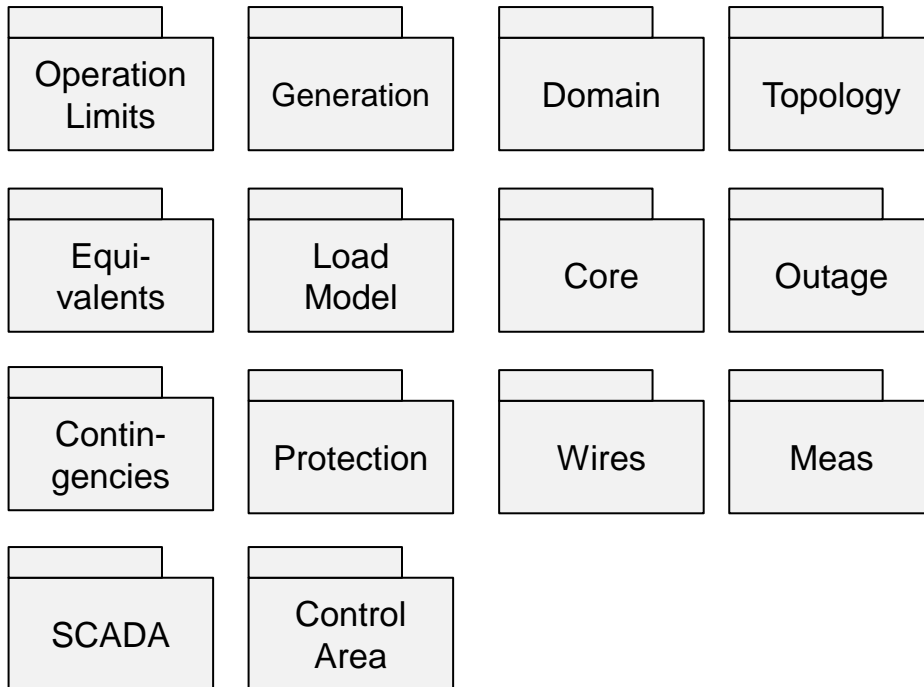 Operation
Limits
Generation
Domain
Topology
Equi-
valents
Load
Model
Core
Outage
Contin-
gencies
Protection
Wires
Meas
SCADA
Control
Area